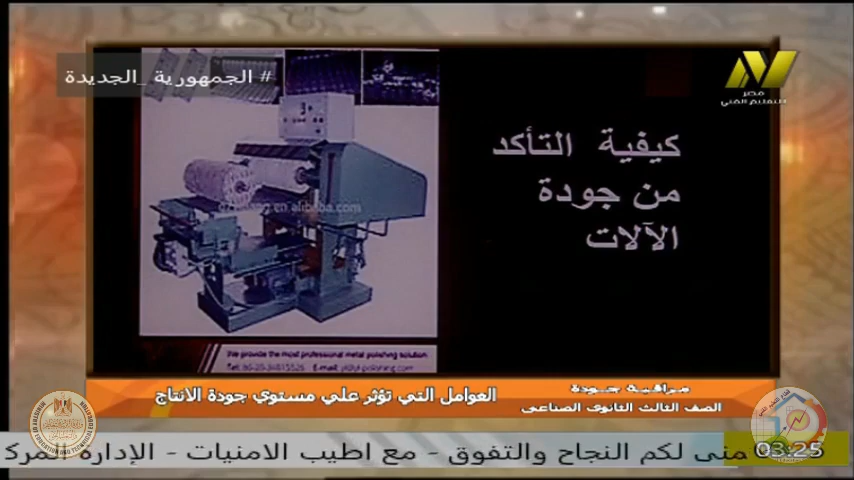 # الجمهورية _الجديدة
مصر
التعليم الفني
كيفية التأكد
من جودة
الآلات
We provide the most professional metal polishing solution
مراقبة جودة
العوامل التي تؤثر علي مستوي جودة الانتاج
الصف الثالث الثانوي الصناعي
منى لكم النجاح والتفوق - مع اطيب الامنيات - الإدارة المرك
03:25